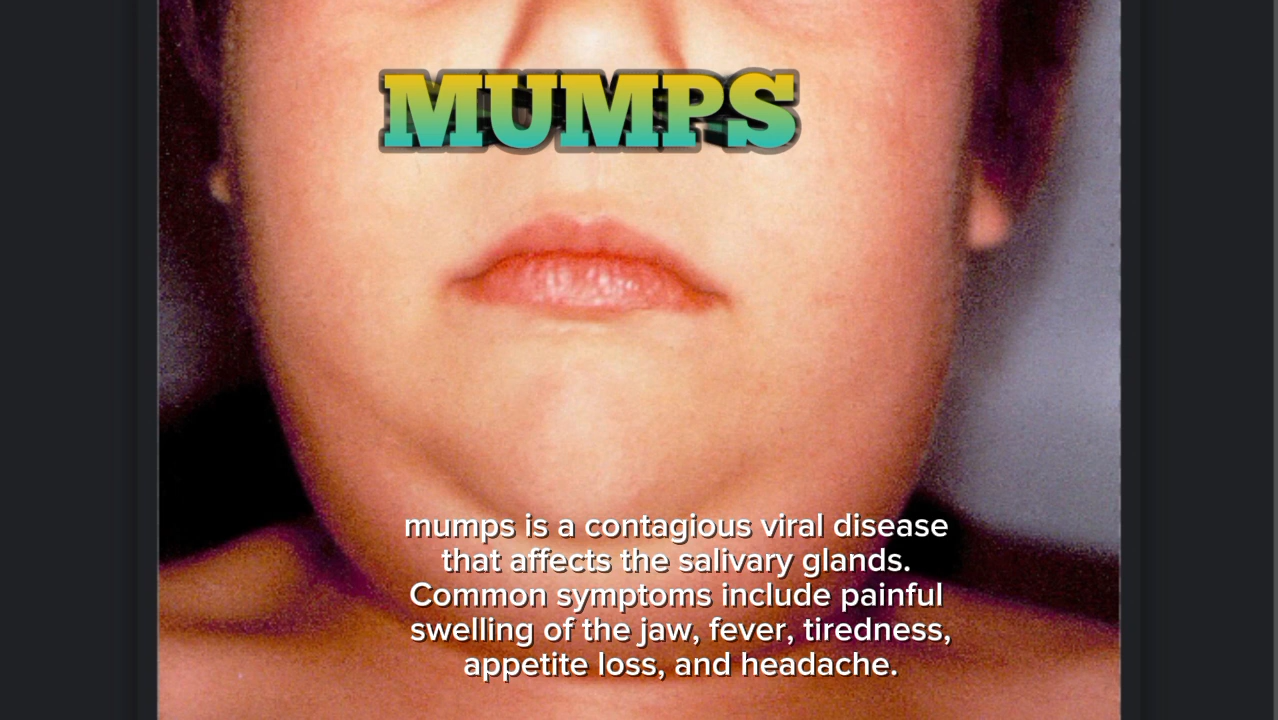 MUMPS
mumps is a contagious viral disease
that affects the salivary glands.
Common symptoms include painful
swelling of the jaw, fever, tiredness,
appetite loss, and headache.